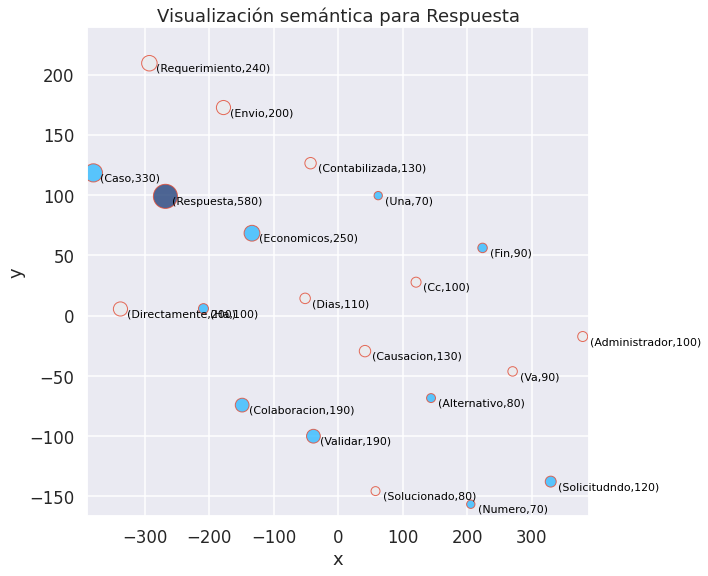 Visualización semántica para Respuesta
200
(Requerimiento,240)
(Envio,200)
150
(Contabilizada,130)
(Caso,330)
100
(Respuesta,580)
(Una,70)
(Economicos,250)
50
(Fin,90)
y
(Cc,100)
(Dias,110)
0
(Directamente,200)
(Ha,100)
(Administrador,100)
(Causacion,130)
−50
(Va,90)
(Alternativo,80)
(Colaboracion,190)
−100
(Validar,190)
(Solicitudndo,120)
−150
(Solucionado,80)
(Numero,70)
−300 −200 −100 0 100 200 300
x